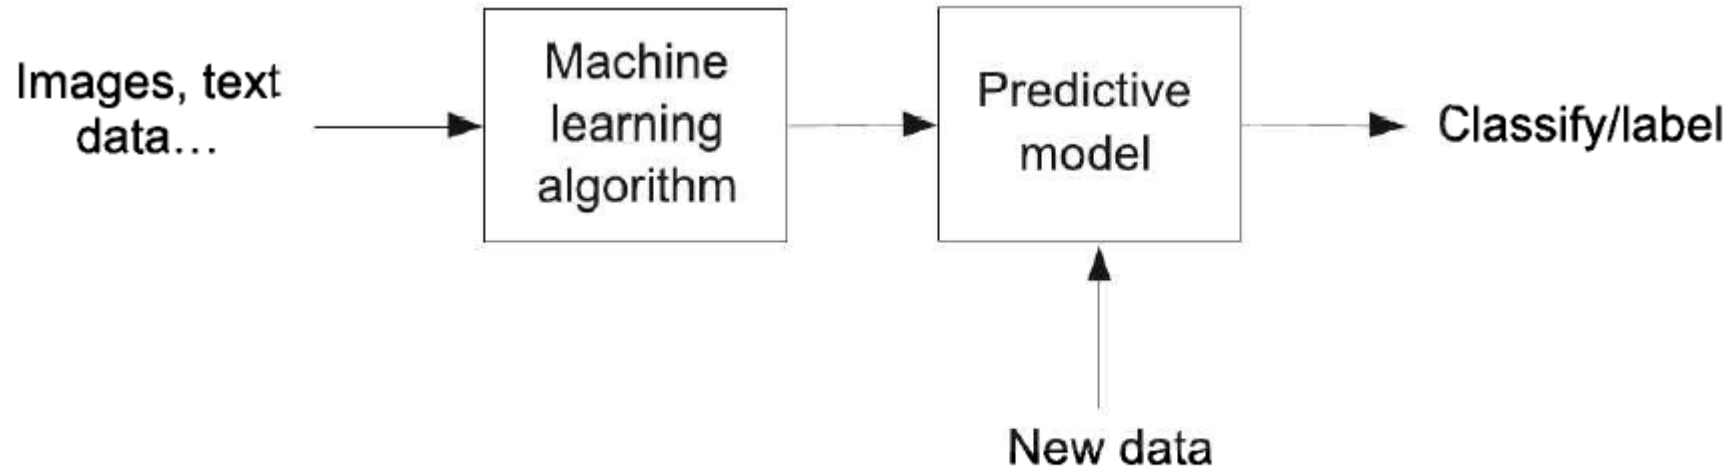 Images, text
data...
Machine
learning
algorithm
Predictive
model
Classify/label
New data